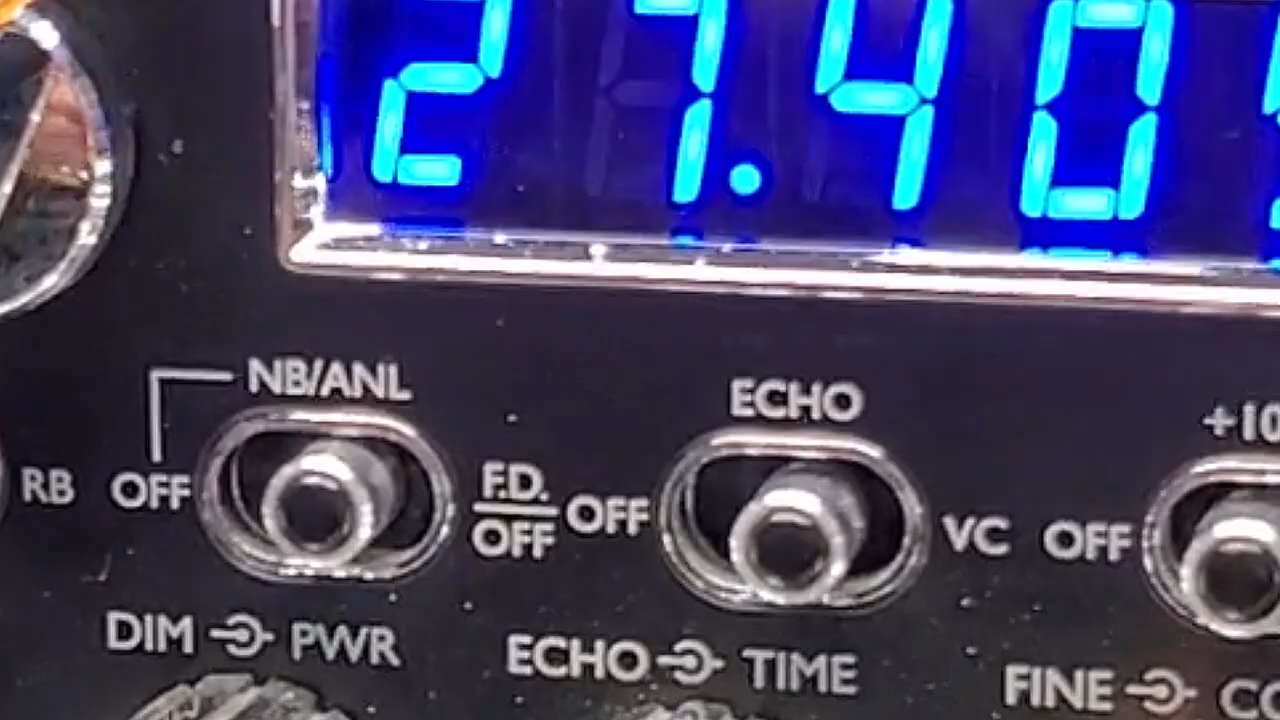 27.40
NB/ANL
ECHO
+10
RB
OFF
F.D.
OFF
OFF
VC
OFF
DIM
PWR
ECHO
TIME
FINE